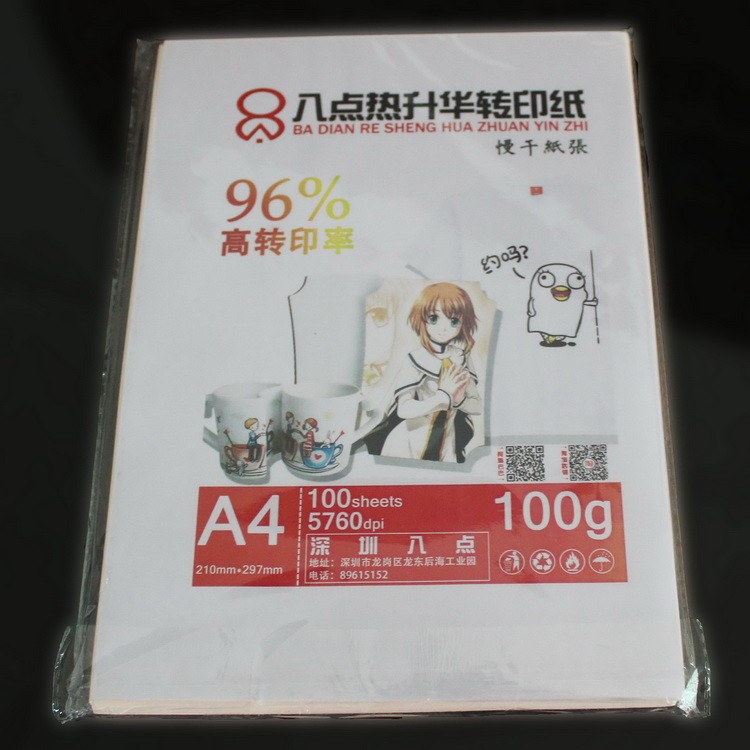 八点热升华转印纸
BA DIAN RE SHENG HUA ZHUAN YIN ZHI
慢干紙張
96%
高转印率
约吗?
A4
210mm*297mm
100sheets
5760dpi
100g
深圳八点
地址:深圳市龙岗区龙东后海工业园
电话:89615152